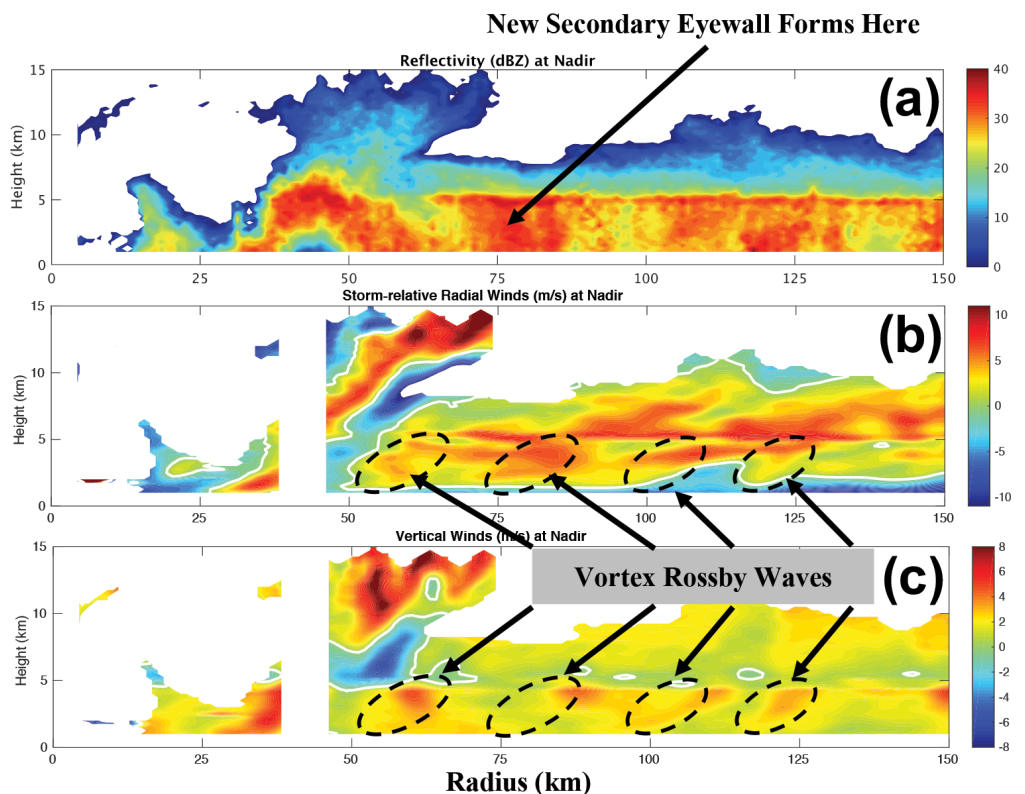 New Secondary Eyewall Forms Here
Reflectivity (dBZ) at Nadir
(a)
Height (km)
15
10
5
0
0 25 50 75 100 125 150
40
30
20
10
0
Storm-relative Radial Winds (m/s) at Nadir
(b)
Height (km)
15
10
5
0
0 25 50 75 100 125 150
10
5
0
-5
-10
Vertical Winds (m/s) at Nadir
Vortex Rossby Waves
(c)
Height (km)
15
10
5
0
0 25 50 75 100 125 150
8
6
4
2
0
-2
-4
-6
-8
Radius (km)